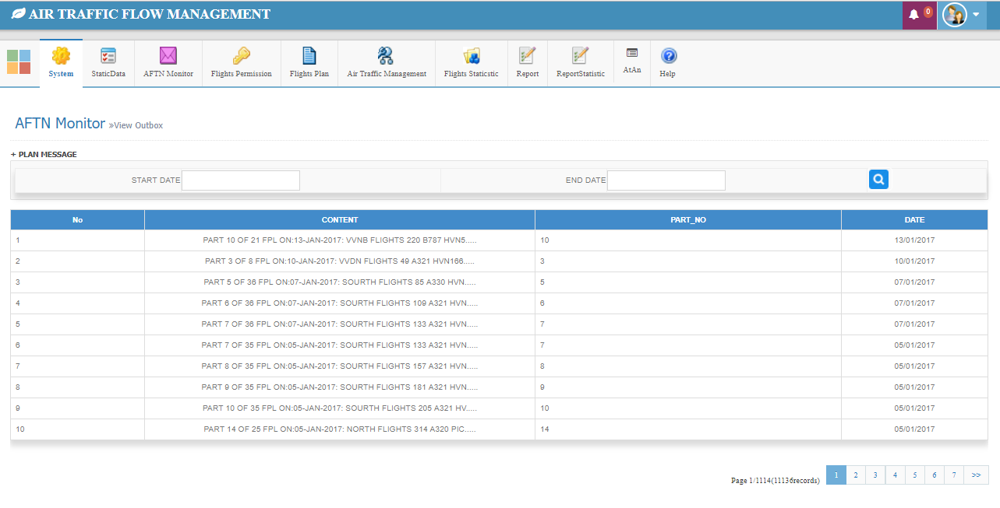 AIR TRAFFIC FLOW MANAGEMENT
0
System StaticData AFTN Monitor Flights Permission Flights Plan Air Traffic Management Flights Staticstic Report ReportStatistic AtAn Help
AFTN Monitor »View Outbox
+ PLAN MESSAGE
START DATE END DATE
No CONTENT PART_NO DATE
1 PART 10 OF 21 FPL ON:13-JAN-2017: VVNB FLIGHTS 220 B787 HVN5..... 10 13/01/2017
2 PART 3 OF 8 FPL ON:10-JAN-2017: VVDN FLIGHTS 49 A321 HVN166..... 3 10/01/2017
3 PART 5 OF 36 FPL ON:07-JAN-2017: SOURTH FLIGHTS 85 A330 HVN..... 5 07/01/2017
4 PART 6 OF 36 FPL ON:07-JAN-2017: SOURTH FLIGHTS 109 A321 HVN..... 6 07/01/2017
5 PART 7 OF 36 FPL ON:07-JAN-2017: SOURTH FLIGHTS 133 A321 HVN..... 7 07/01/2017
6 PART 7 OF 35 FPL ON:05-JAN-2017: SOURTH FLIGHTS 133 A321 HVN..... 7 05/01/2017
7 PART 8 OF 35 FPL ON:05-JAN-2017: SOURTH FLIGHTS 157 A321 HVN..... 8 05/01/2017
8 PART 9 OF 35 FPL ON:05-JAN-2017: SOURTH FLIGHTS 181 A321 HVN..... 9 05/01/2017
9 PART 10 OF 35 FPL ON:05-JAN-2017: SOURTH FLIGHTS 205 A321 HV..... 10 05/01/2017
10 PART 14 OF 25 FPL ON:05-JAN-2017: NORTH FLIGHTS 314 A320 PIC..... 14 05/01/2017
Page 1/1114(11136records) 1 2 3 4 5 6 7 >>